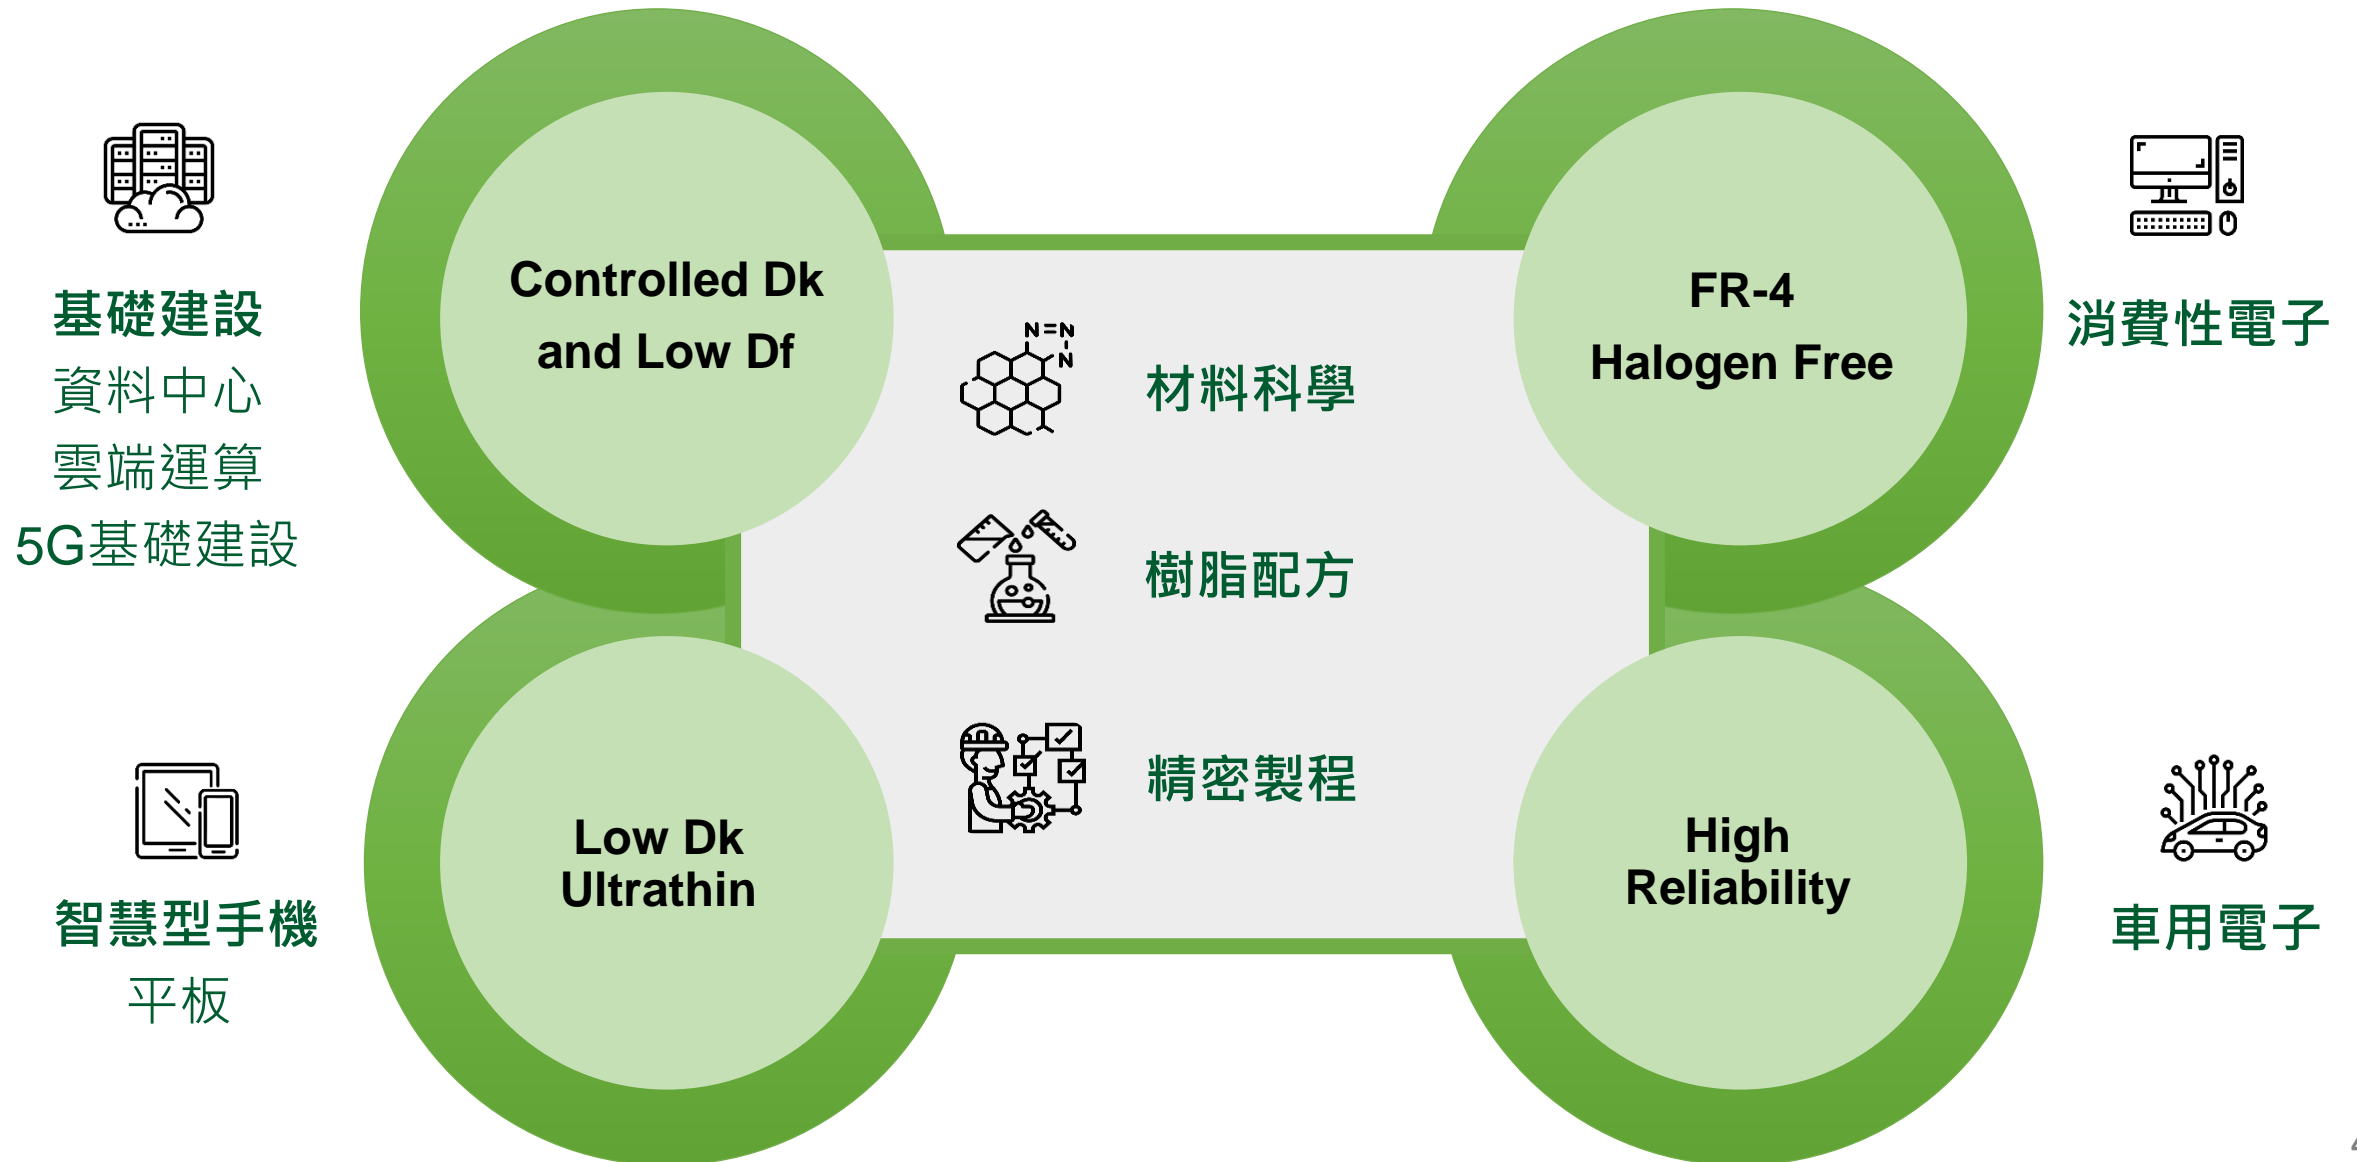 基礎建設
資料中心
雲端運算
5G基礎建設
Controlled Dk
and Low Df
N=N
N
材料科學
樹脂配方
精密製程
FR-4
Halogen Free
消費性電子
智慧型手機
平板
Low Dk
Ultrathin
High
Reliability
車用電子